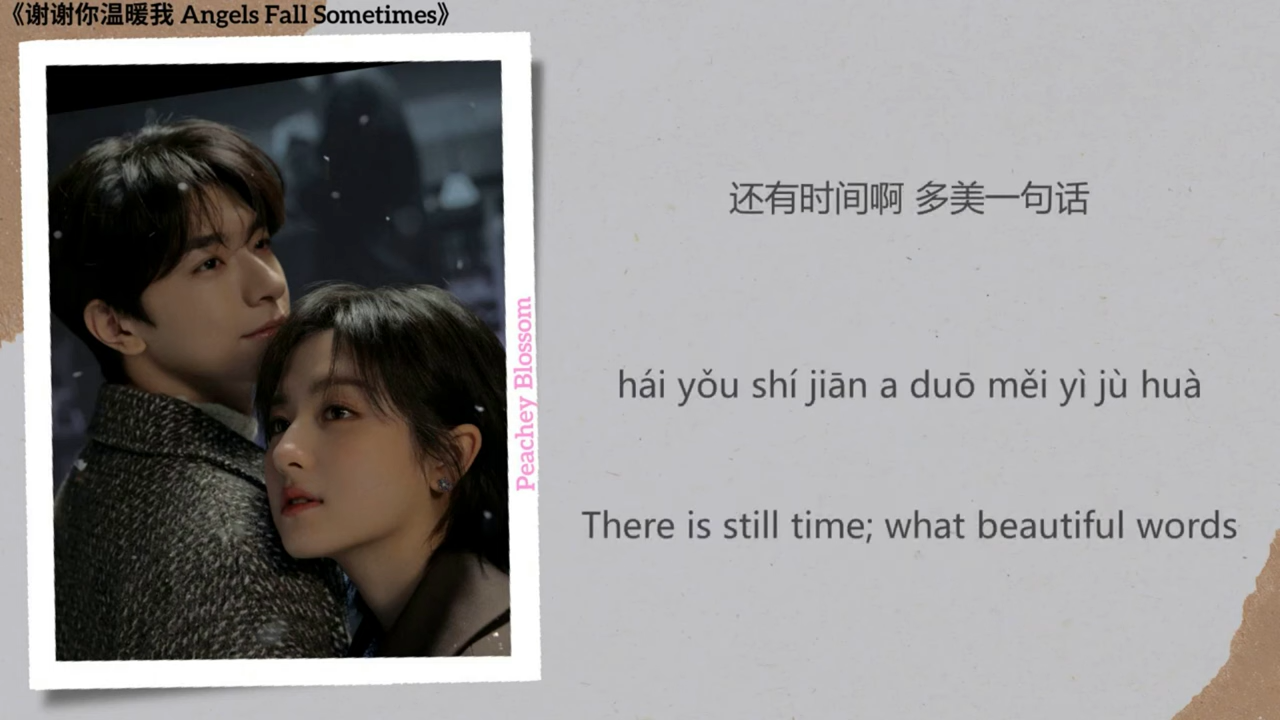 《谢谢你温暖我 Angels Fall Sometimes》
还有时间啊 多美一句话
hái yǒu shí jiān a duō měi yì jù huà
There is still time; what beautiful words
Peachey Blossom